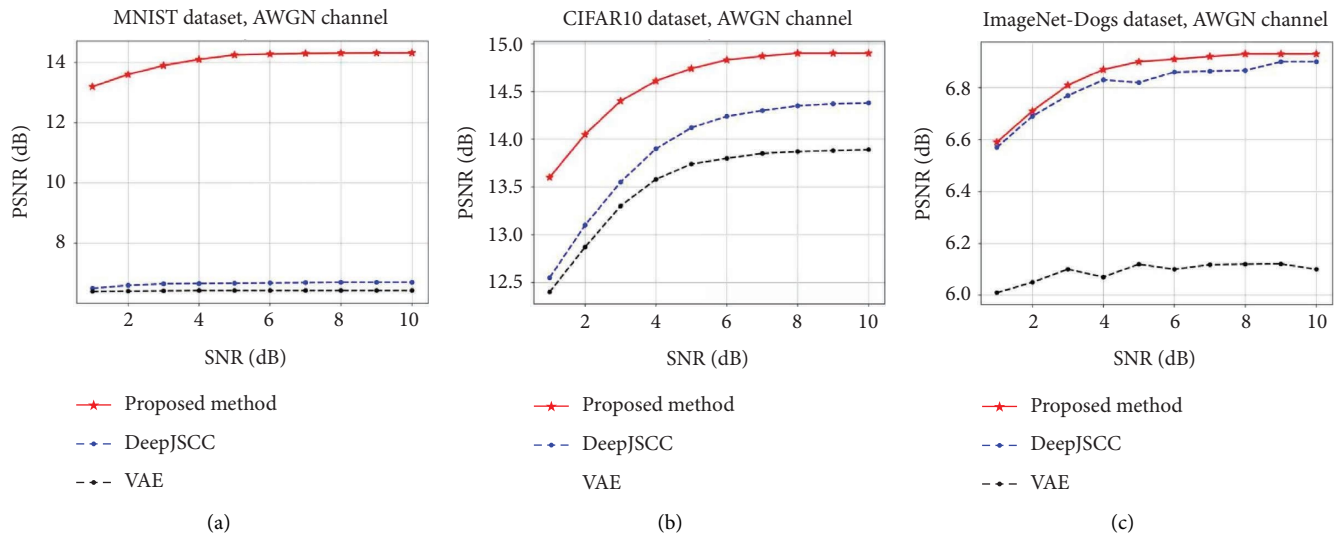 MNIST dataset, AWGN channel
14
12
10
8
PSNR (dB)
2 4 6 8 10
SNR (dB)
Proposed method
DeepJSCC
VAE
(a)
CIFAR10 dataset, AWGN channel
15.0
14.5
14.0
13.5
13.0
12.5
PSNR (dB)
2 4 6 8 10
SNR (dB)
Proposed method
DeepJSCC
VAE
(b)
ImageNet-Dogs dataset, AWGN channel
6.8
6.6
6.4
6.2
6.0
PSNR (dB)
2 4 6 8 10
SNR (dB)
Proposed method
DeepJSCC
VAE
(c)